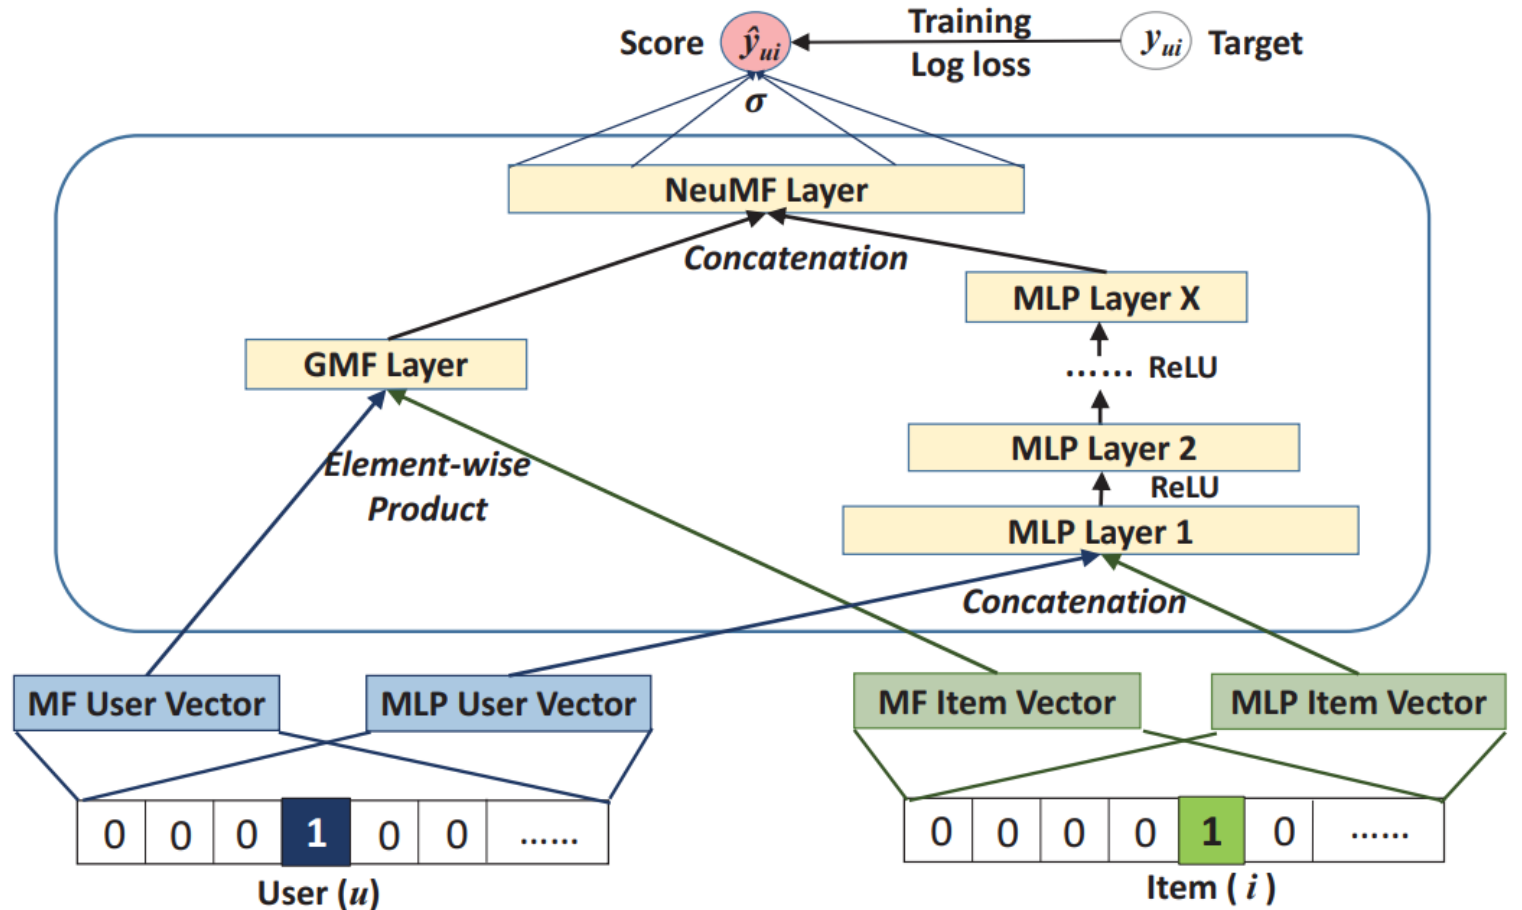 Score ŷui Training yui Target
Log loss
σ
NeuMF Layer
Concatenation
MLP Layer X
GMF Layer
...... ReLU
Element-wise
Product
MLP Layer 2
ReLU
MLP Layer 1
Concatenation
MF User Vector MLP User Vector MF Item Vector MLP Item Vector
0 0 0 1 0 0 ...... 0 0 0 0 1 0 ......
User (u) Item ( i )